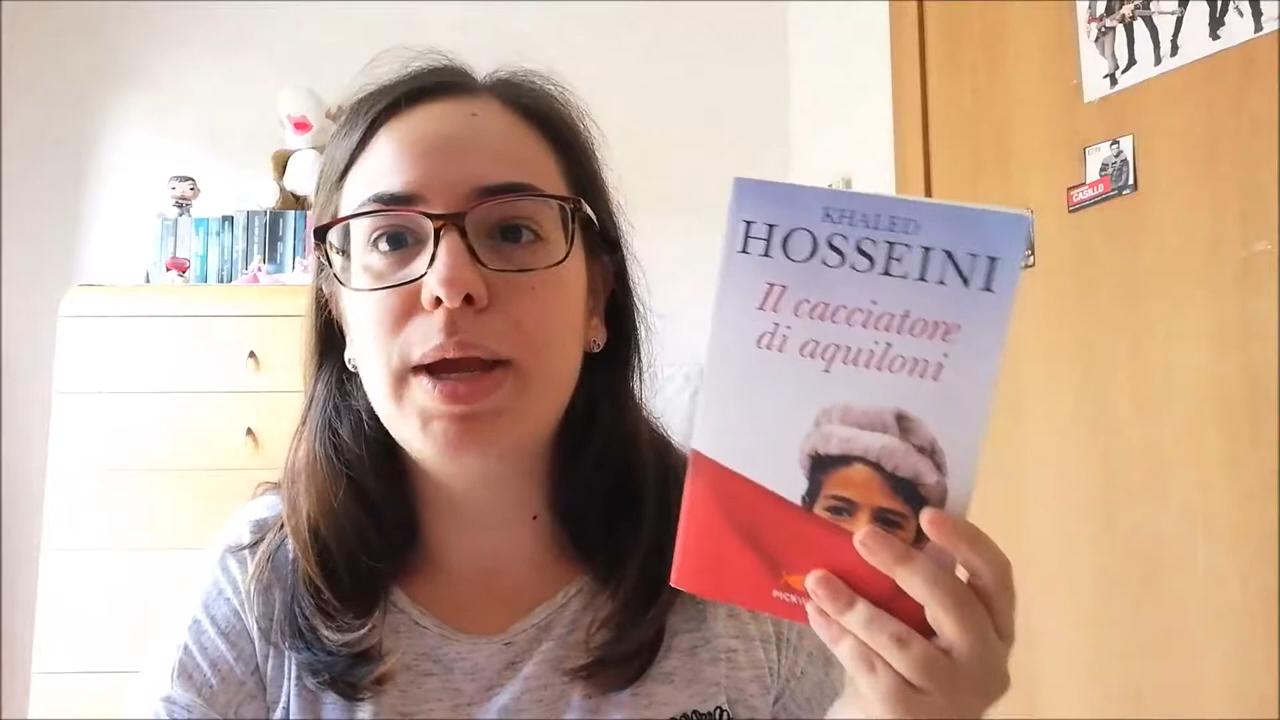 KHALED
HOSSEINI
Il cacciatore
di aquiloni
CASILLO